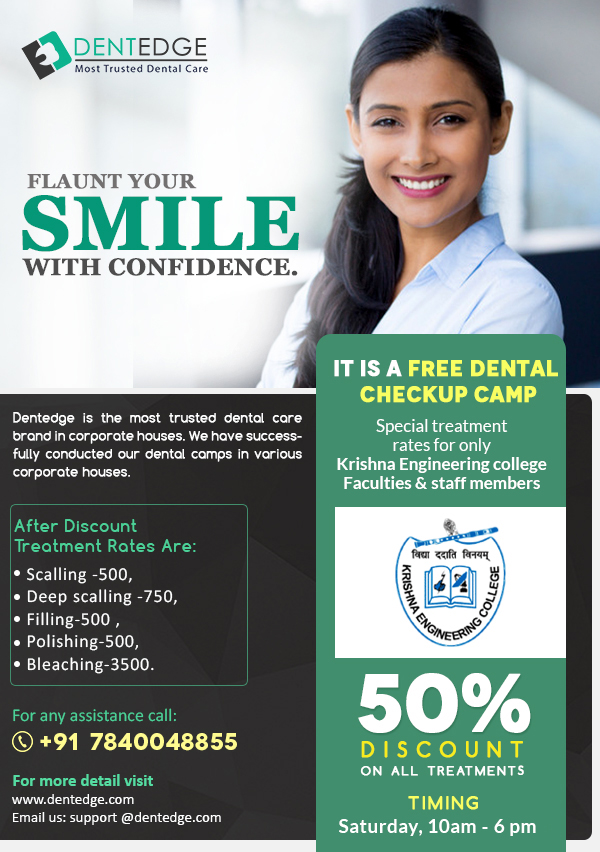 DENTEDGE
Most Trusted Dental Care
FLAUNT YOUR
SMILE
WITH CONFIDENCE.
Dentedge is the most trusted dental care
brand in corporate houses. We have success-
fully conducted our dental camps in various
corporate houses.
After Discount
Treatment Rates Are:
• Scalling -500,
• Deep scalling -750,
• Filling-500 ,
• Polishing-500,
• Bleaching-3500.
For any assistance call:
+91 7840048855
For more detail visit
www.dentedge.com
Email us: support @dentedge.com
IT IS A FREE DENTAL
CHECKUP CAMP
Special treatment
rates for only
Krishna Engineering college
Faculties & staff members
विद्या ददाति विनयम्
KRISHNA ENGINEERING COLLEGE
50%
DISCOUNT
ON ALL TREATMENTS
TIMING
Saturday, 10am - 6 pm